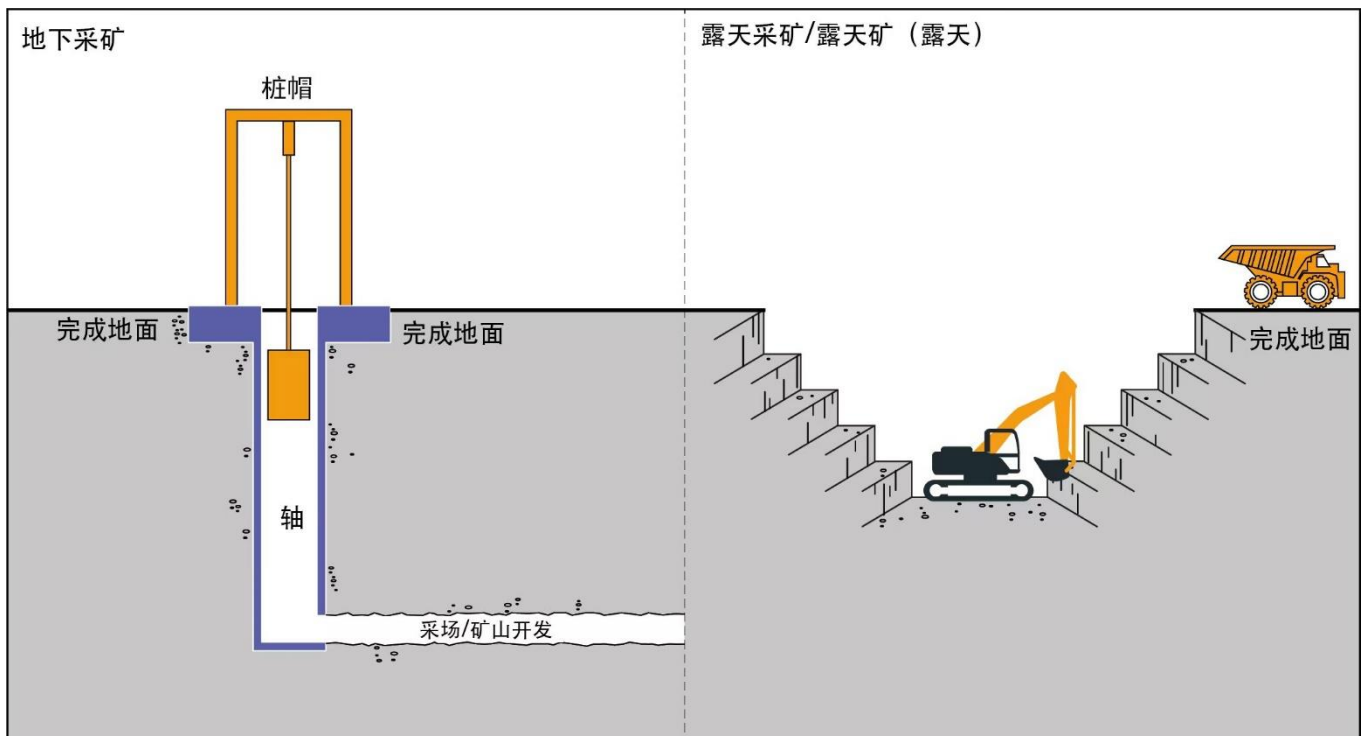 地下采矿
桩帽
完成地面
完成地面
轴
采场/矿山开发
露天采矿/露天矿（露天）
完成地面